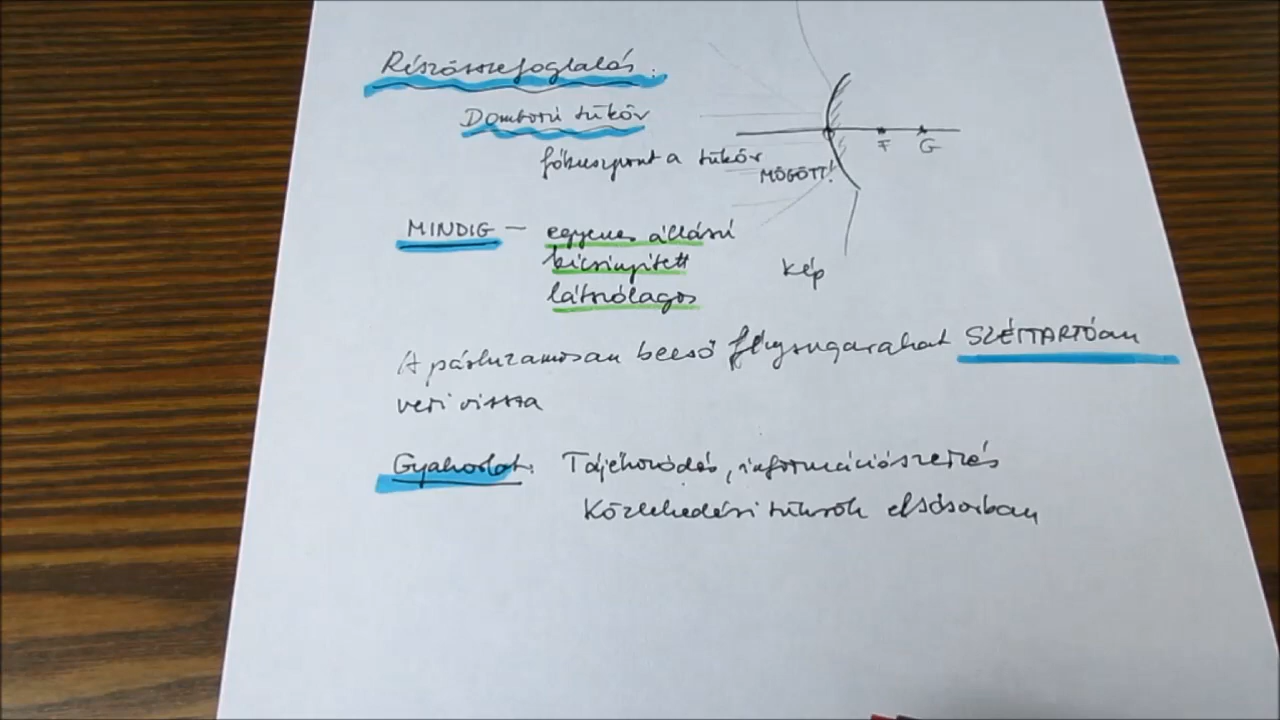 Részösszefoglalás:
Domború tükör
fókuszpont a tükör
MÖGÖTT!
F G
MINDIG – egyenes állású
kicsinyített
látszólagos
kép
A párhuzamosan beeső fénysugarakat SZÉTTARTÓan
veri vissza
Gyakorlat: Tájékozódás, információszerzés
Közlekedési tükrök elsősorban